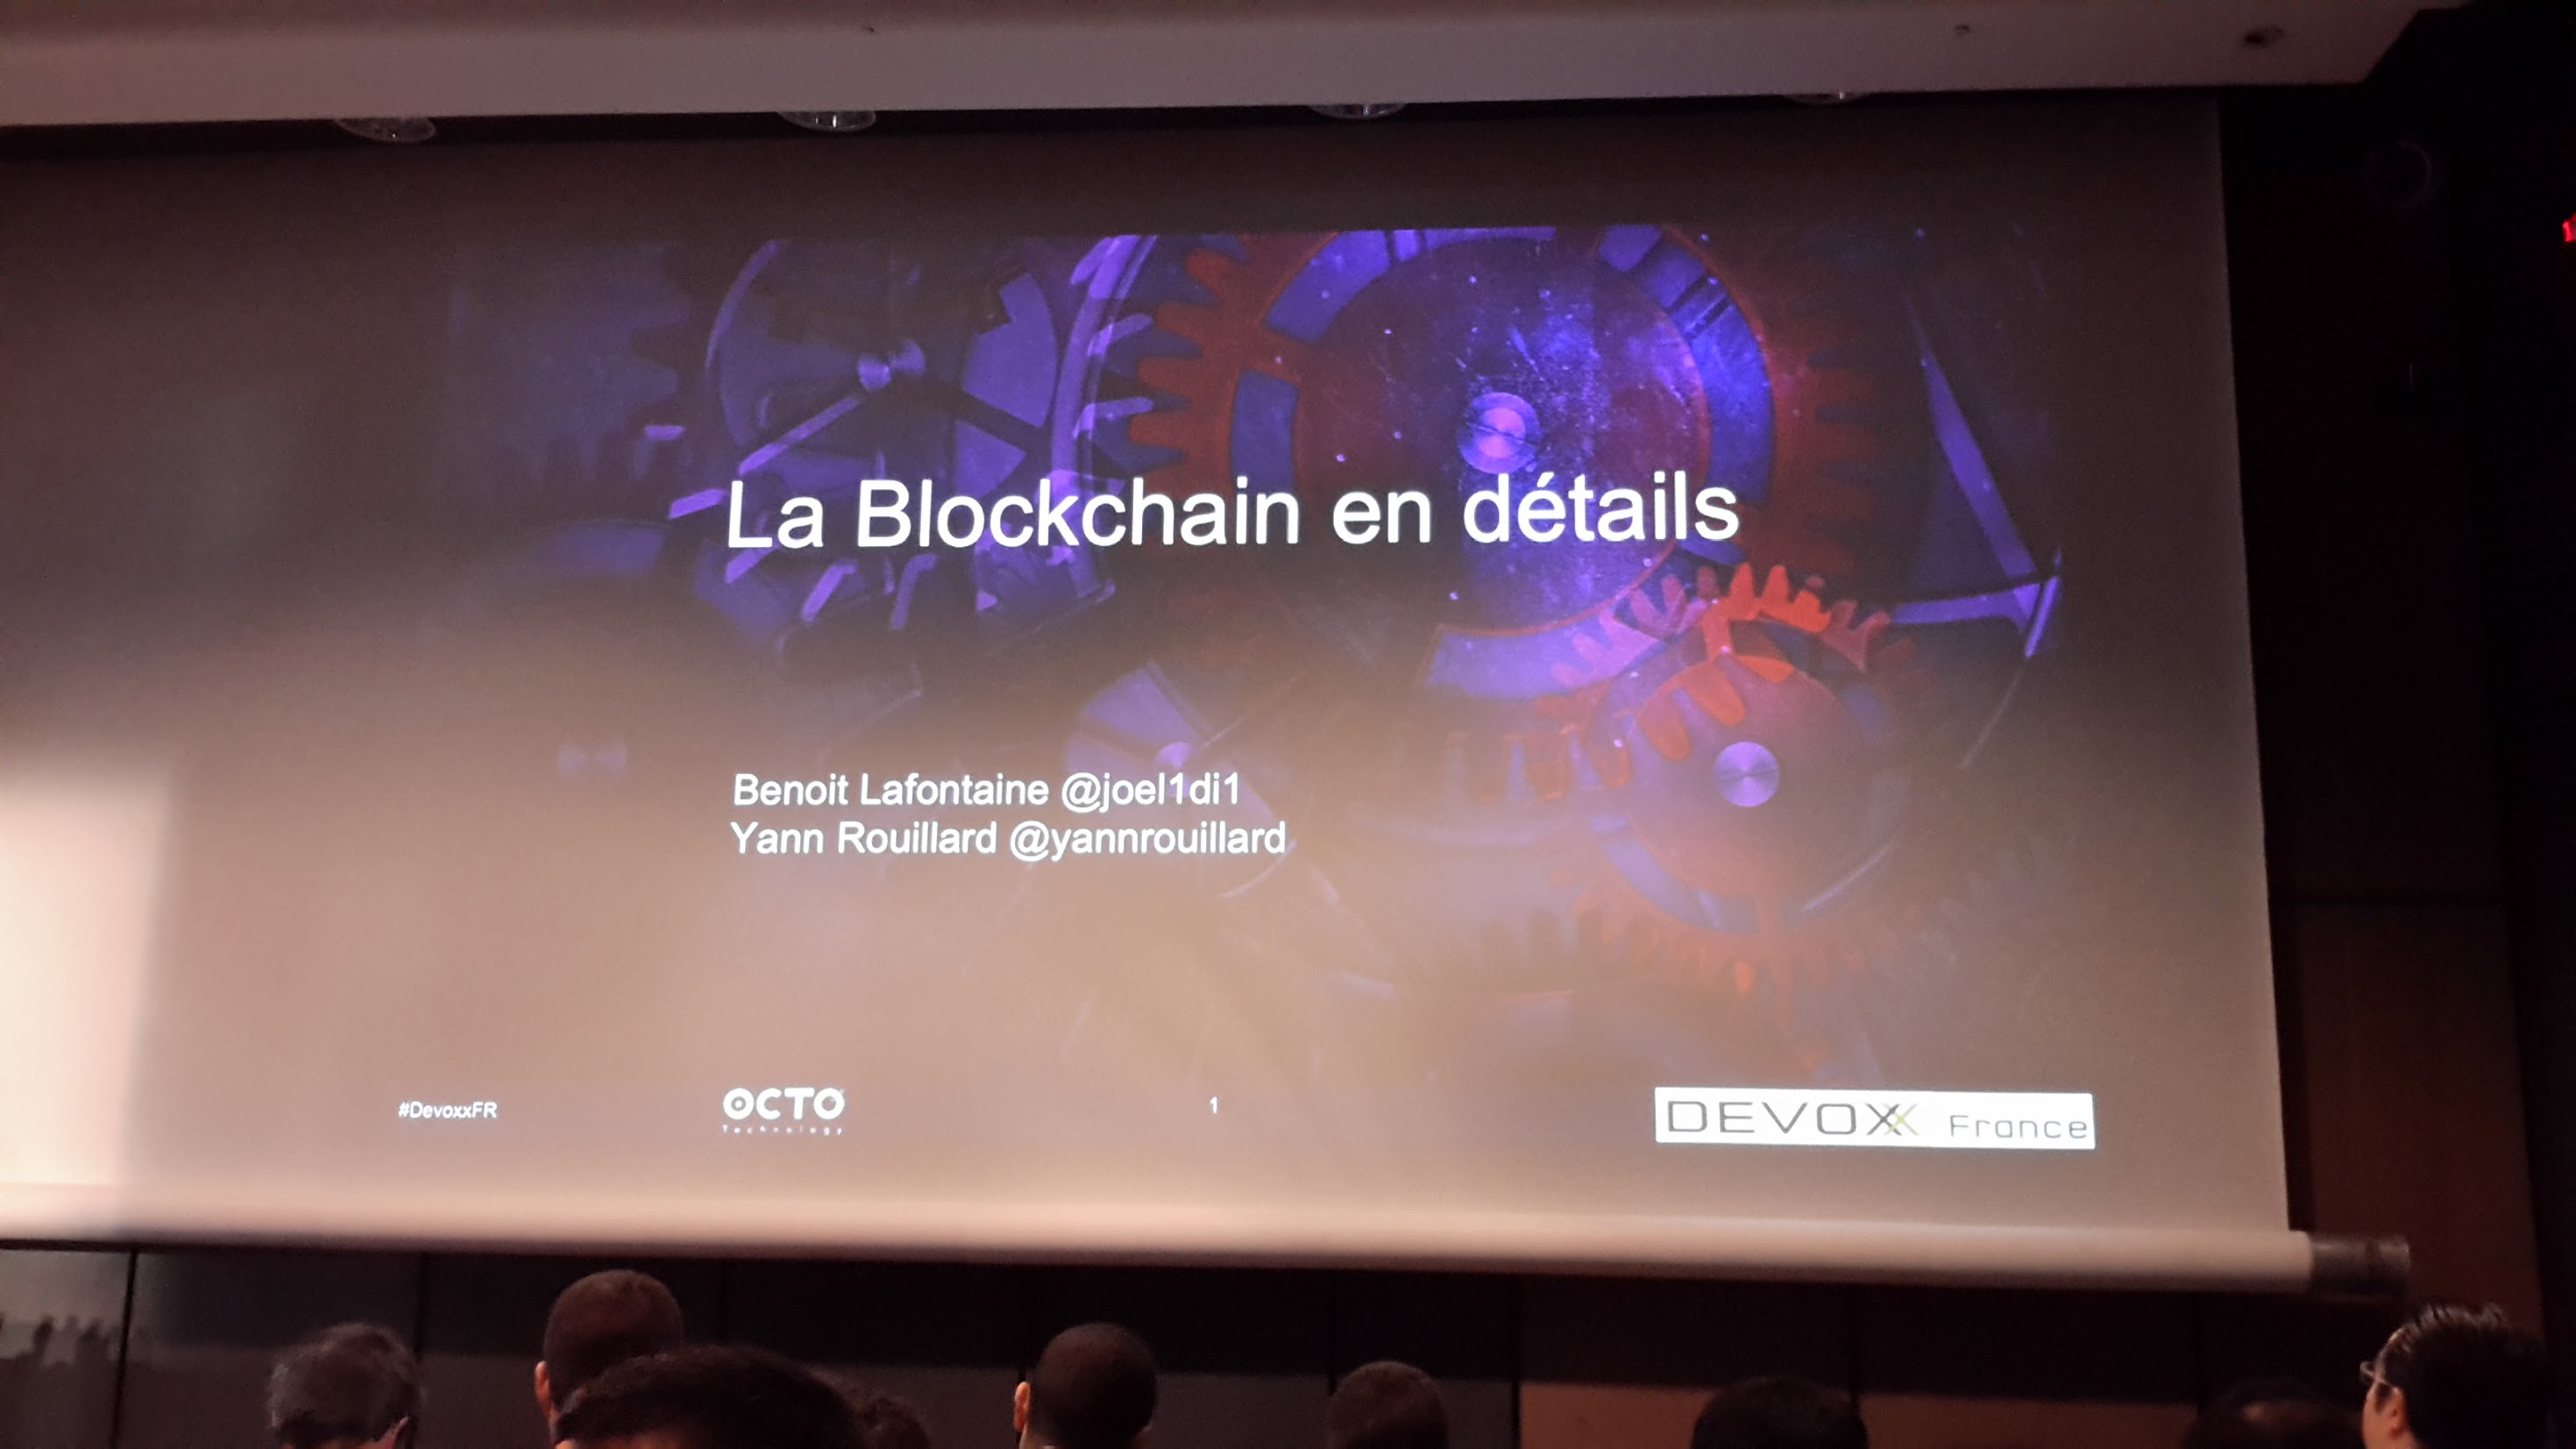 La Blockchain en détails
Benoit Lafontaine @joel1di1
Yann Rouillard @yannrouillard
#DevoxxFR
OCTO
Technology
1
DEVOXX France